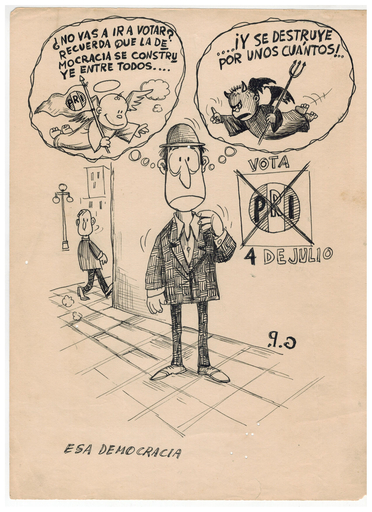 ¿NO VAS A IR A VOTAR?
RECUERDA QUE LA DE
MOCRACIA SE CONSTRU
YE ENTRE TODOS....
PRI
....¡Y SE DESTRUYE
POR UNOS CUANTOS!..
VOTA
PRI
4 DE JULIO
P.G
ESA DEMOCRACIA